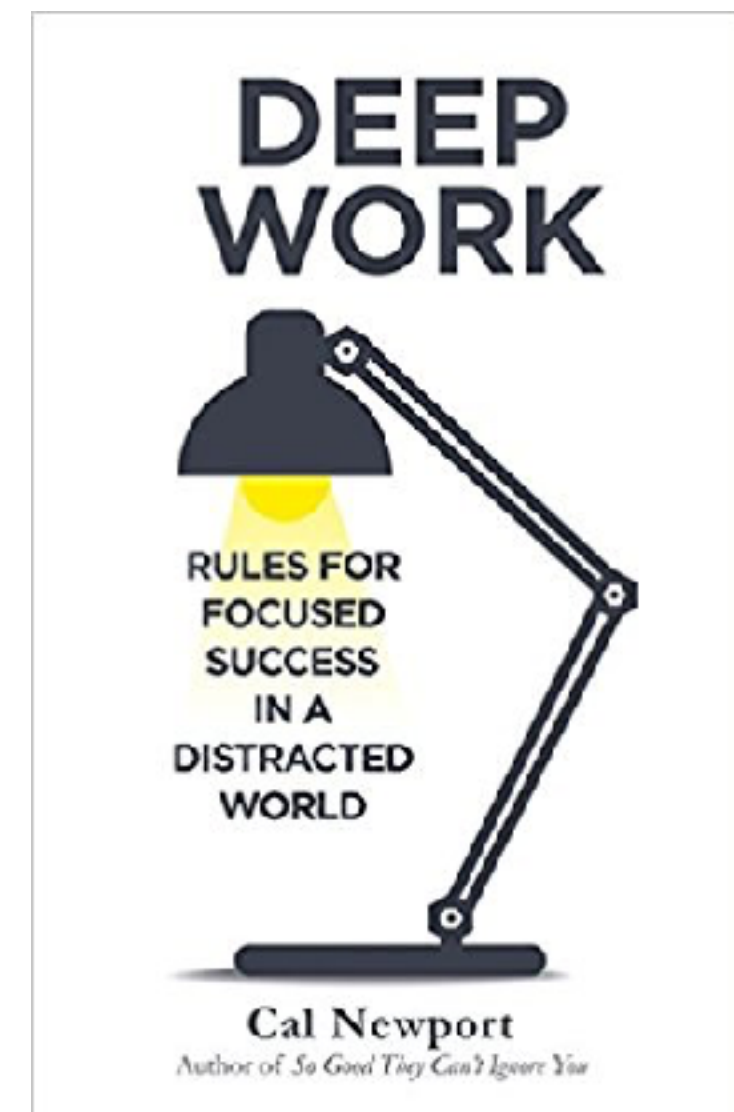 DEEP
WORK
RULES FOR
FOCUSED
SUCCESS
IN A
DISTRACTED
WORLD
Cal Newport
Author of So Good They Can't Ignore You